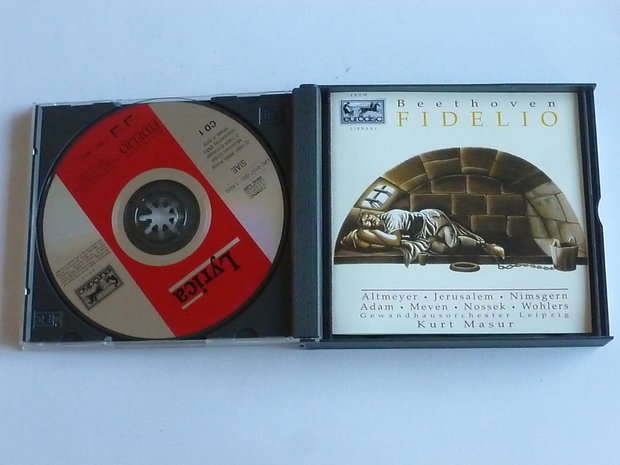 Lyrica
FIDELIO
CD 1
SIAE
FROM
eurodisc
LIBRARY
Beethoven
FIDELIO
Altmeyer · Jerusalem · Nimsgern
Adam · Meven · Nossek · Wohlers
Gewandhausorchester Leipzig
Kurt Masur